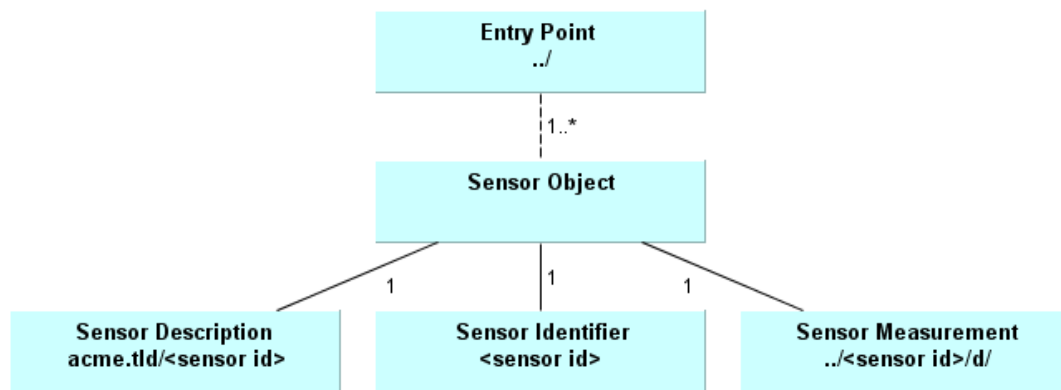 Entry Point
../
1..*
Sensor Object
1
1
1
Sensor Description
acme.tld/<sensor id>
Sensor Identifier
<sensor id>
Sensor Measurement
../<sensor id>/d/